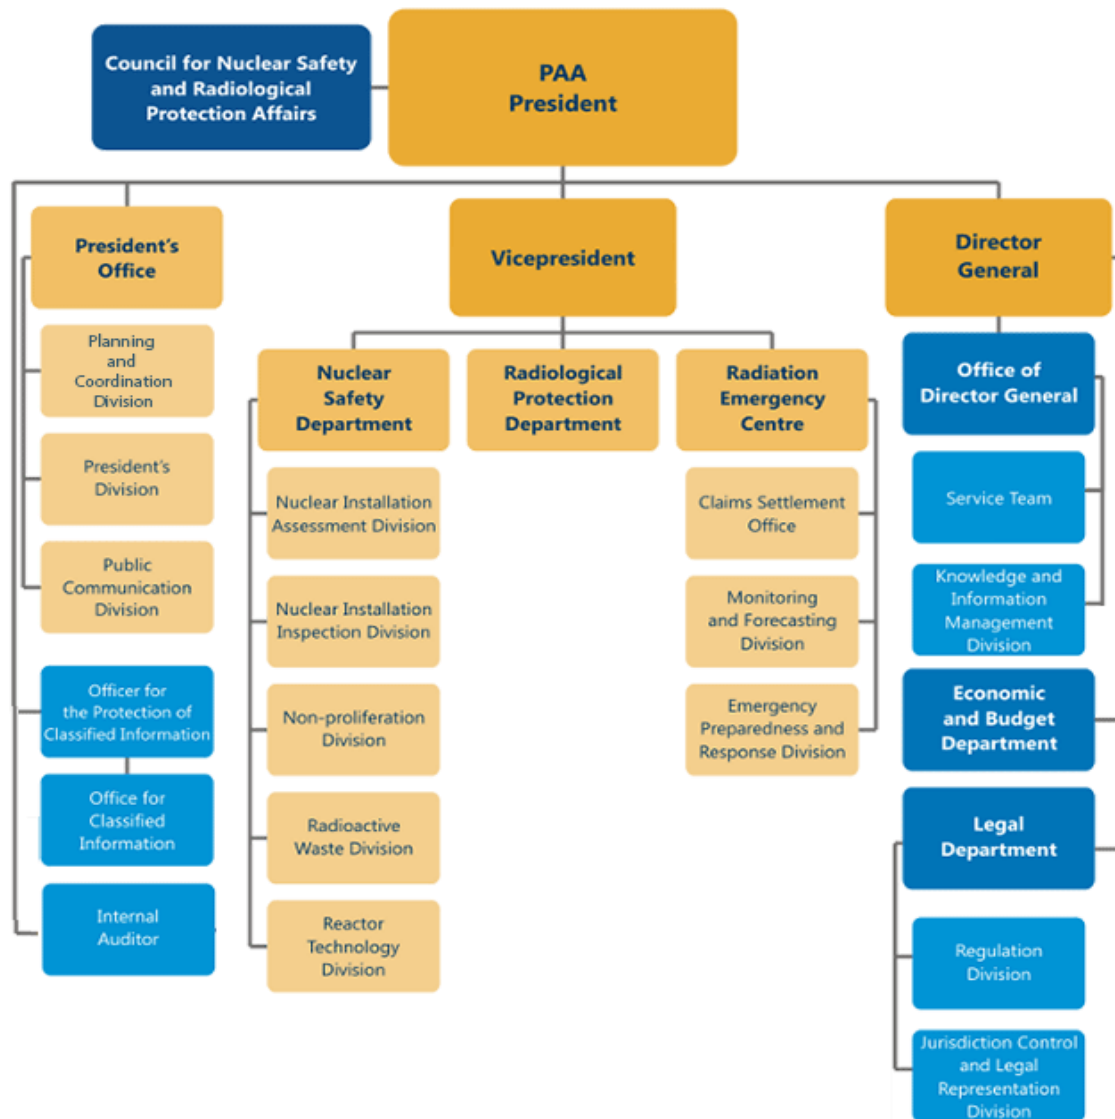 Council for Nuclear Safety
and Radiological
Protection Affairs
PAA
President
President's
Office
Planning
and
Coordination
Division
President's
Division
Public
Communication
Division
Officer for
the Protection of
Classified Information
Office for
Classified
Information
Internal
Auditor
Vicepresident
Nuclear
Safety
Department
Nuclear Installation
Assessment Division
Nuclear Installation
Inspection Division
Non-proliferation
Division
Radioactive
Waste Division
Reactor
Technology
Division
Radiological
Protection
Department
Radiation
Emergency
Centre
Claims Settlement
Office
Monitoring
and Forecasting
Division
Emergency
Preparedness and
Response Division
Director
General
Office of
Director General
Service Team
Knowledge and
Information
Management
Division
Economic
and Budget
Department
Legal
Department
Regulation
Division
Jurisdiction Control
and Legal
Representation
Division